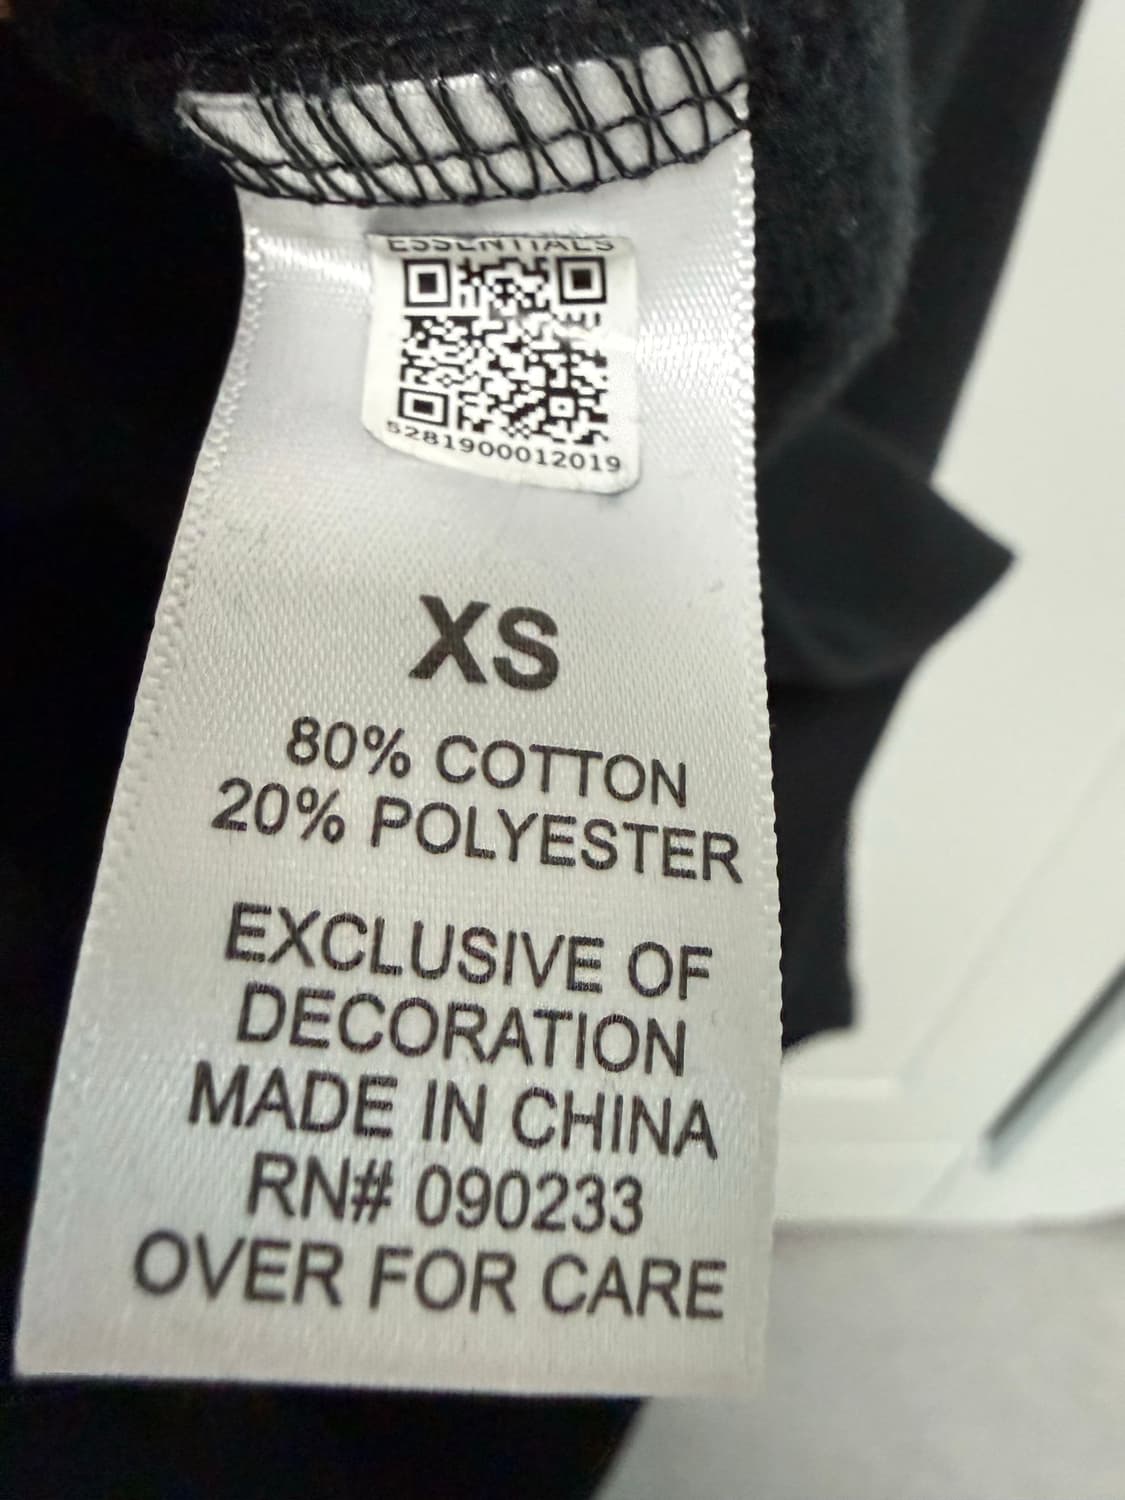 ESSENTIALS
5281900012019
XS
80% COTTON
20% POLYESTER
EXCLUSIVE OF
DECORATION
MADE IN CHINA
RN# 090233
OVER FOR CARE